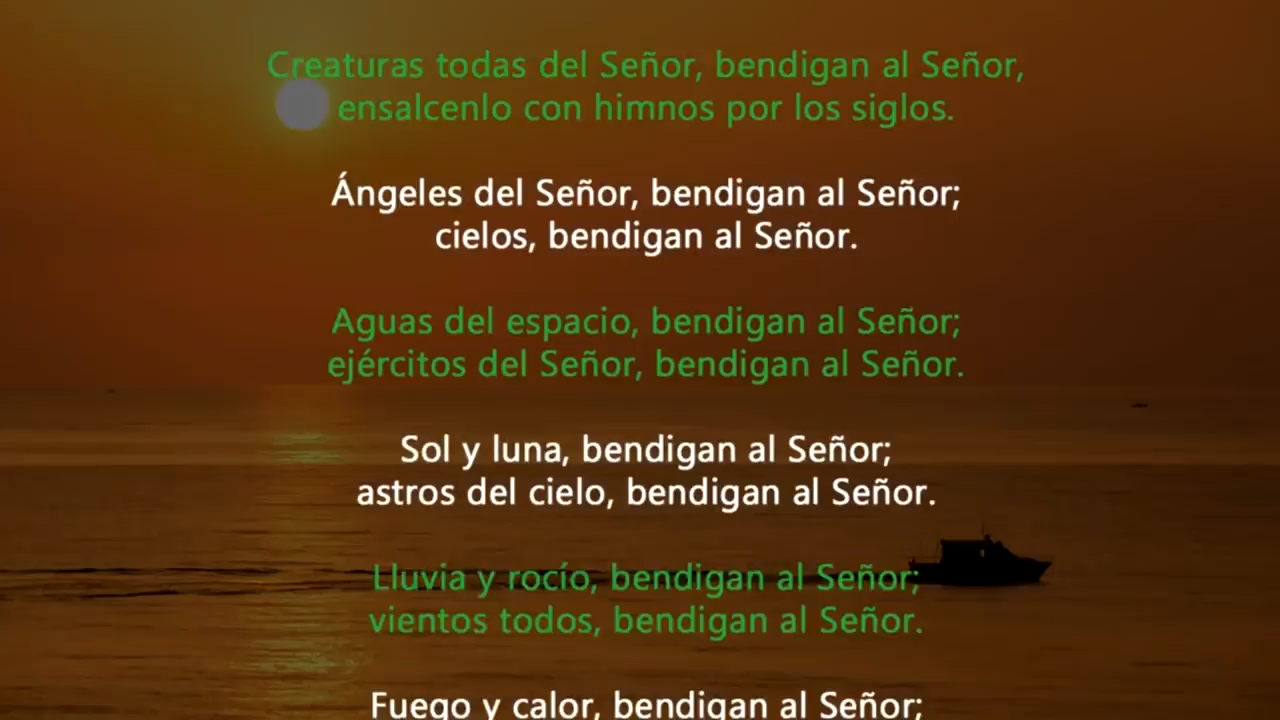 Creaturas todas del Señor, bendigan al Señor,
ensalcenlo con himnos por los siglos.
Ángeles del Señor, bendigan al Señor;
cielos, bendigan al Señor.
Aguas del espacio, bendigan al Señor;
ejércitos del Señor, bendigan al Señor.
Sol y luna, bendigan al Señor;
astros del cielo, bendigan al Señor.
Lluvia y rocío, bendigan al Señor;
vientos todos, bendigan al Señor.
Fuego y calor, bendigan al Señor;